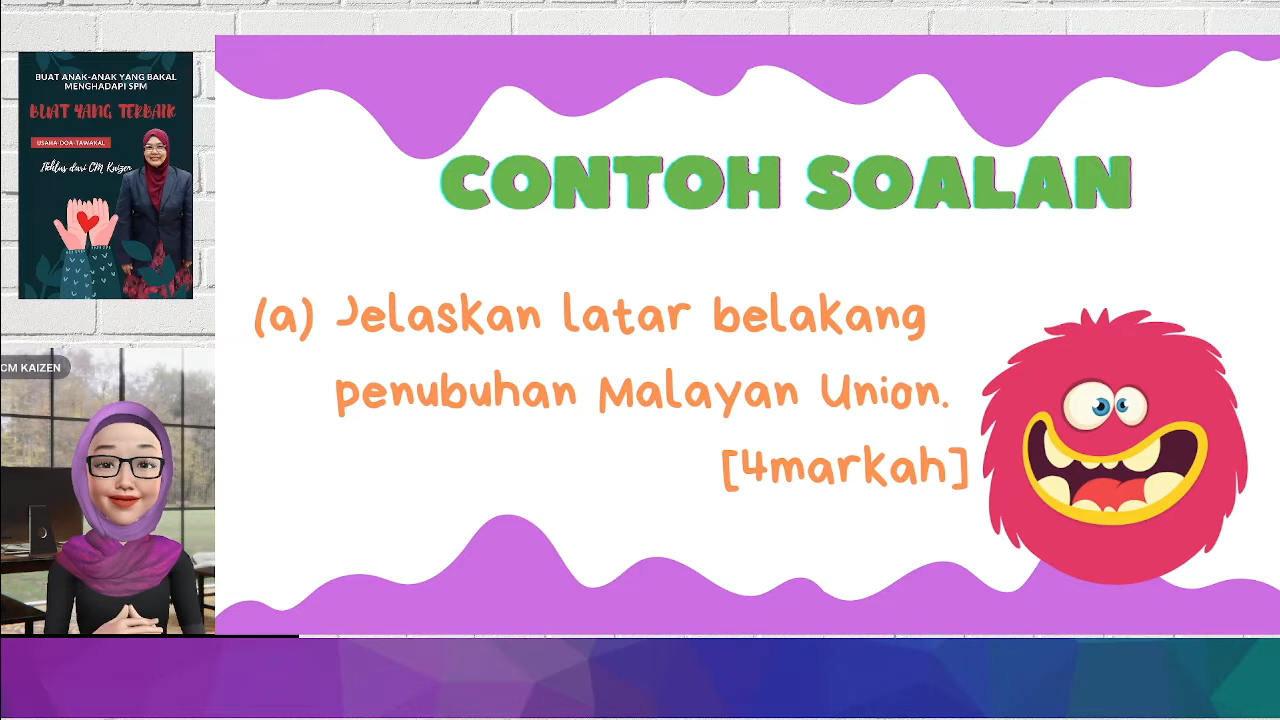 BUAT ANAK-ANAK YANG BAKAL
MENGHADAPI SPM
BUAT YANG TERBAIK
USAHA-DOA-TAWAKAL
Ikhlas dari CM Kaizen
CM KAIZEN
CONTOH SOALAN
(a) Jelaskan latar belakang
penubuhan Malayan Union.
[4markah]